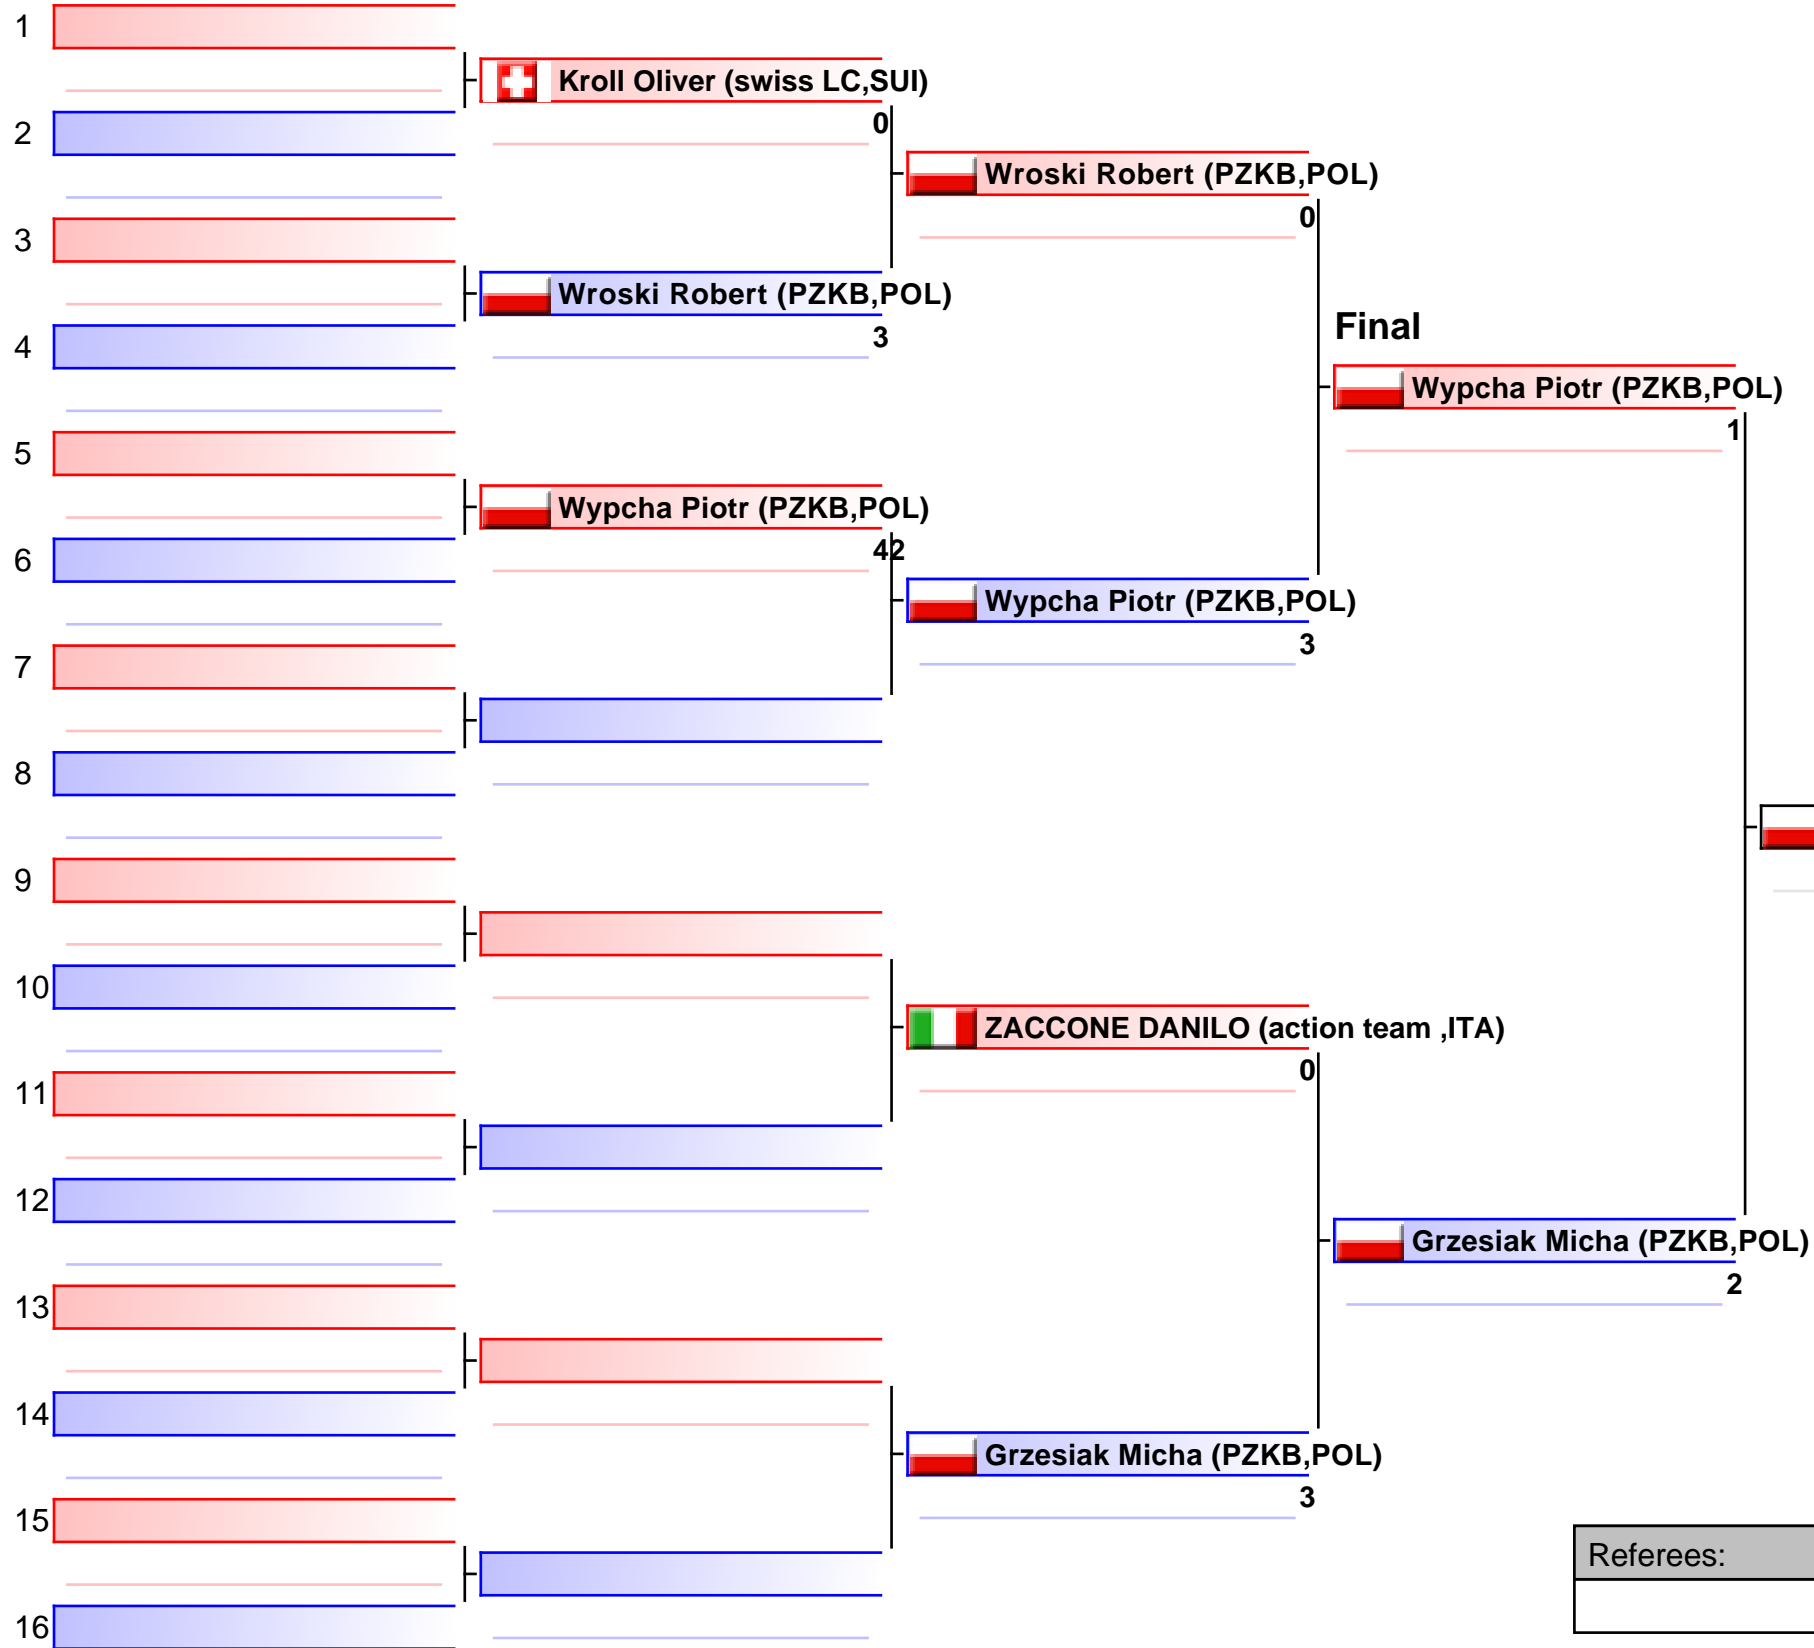 1
Kroll Oliver (swiss LC,SUI)
0
2
Wroski Robert (PZKB,POL)
0
3
Wroski Robert (PZKB,POL)
3
4
Final
Wypcha Piotr (PZKB,POL)
1
5
Wypcha Piotr (PZKB,POL)
42
6
Wypcha Piotr (PZKB,POL)
3
7
8
9
10
ZACCONE DANILO (action team ,ITA)
0
11
12
Grzesiak Micha (PZKB,POL)
2
13
14
Grzesiak Micha (PZKB,POL)
3
15
Referees:
16